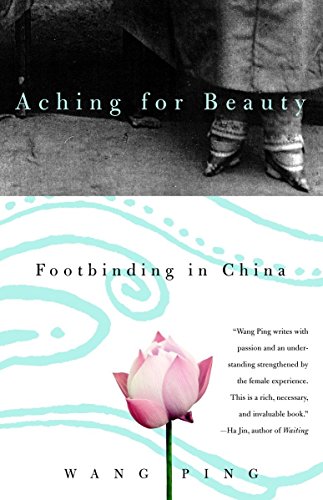 Aching for Beauty
Footbinding in China
“Wang Ping writes with
passion and an under-
standing strengthened by
the female experience.
This is a rich, necessary,
and invaluable book.”
—Ha Jin, author of Waiting
WANG PING